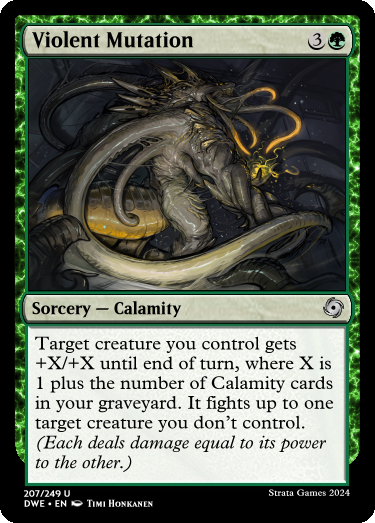 Violent Mutation 3
Sorcery — Calamity
Target creature you control gets
+X/+X until end of turn, where X is
1 plus the number of Calamity cards
in your graveyard. It fights up to one
target creature you don't control.
(Each deals damage equal to its power
to the other.)
207/249 U
DWE • EN Timi Honkanen
Strata Games 2024